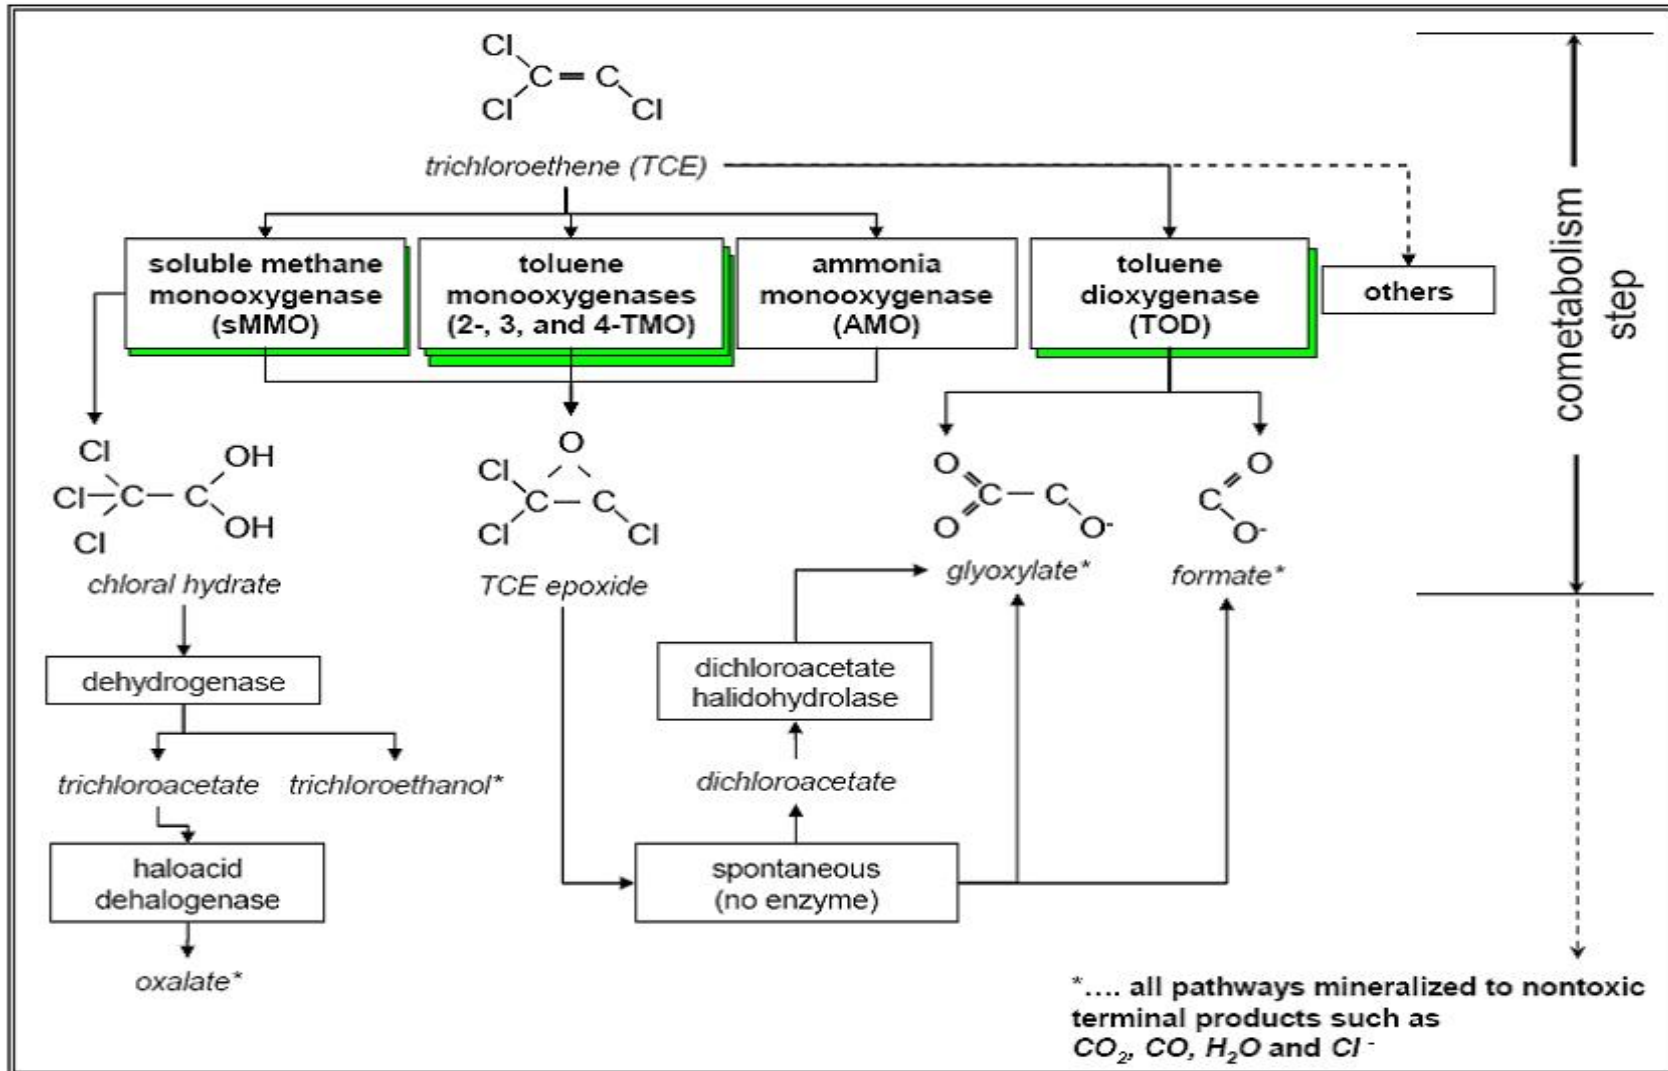 Cl
C = C
Cl
Cl
trichloroethene (TCE)
soluble methane
monooxygenase
(sMMO)
toluene
monooxygenases
(2-, 3, and 4-TMO)
ammonia
monooxygenase
(AMO)
toluene
dioxygenase
(TOD)
others
cometabolism
step
Cl
OH
Cl—C — C
Cl
OH
chloral hydrate
O
Cl
C — C
Cl
Cl
TCE epoxide
O
C — C
O
O-
glyoxylate*
O
C
O-
formate*
dehydrogenase
dichloroacetate
halidohydrolase
trichloroacetate
trichloroethanol*
dichloroacetate
haloacid
dehalogenase
spontaneous
(no enzyme)
oxalate*
*.... all pathways mineralized to nontoxic
terminal products such as
CO2, CO, H2O and Cl -